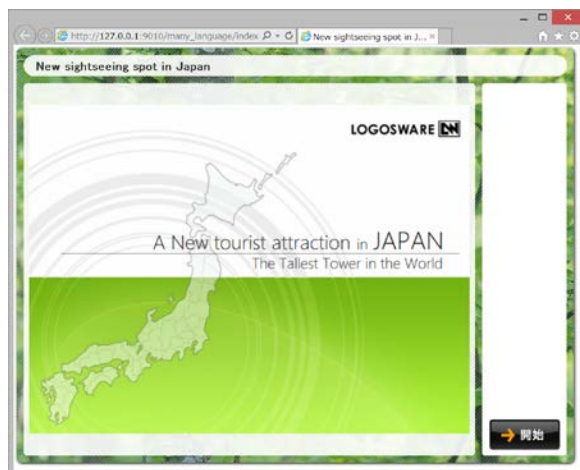 http://127.0.0.1:9010/many_language/index
New sightseeing spot in J...
New sightseeing spot in Japan
LOGOSWARE
A New tourist attraction in JAPAN
The Tallest Tower in the World
開始